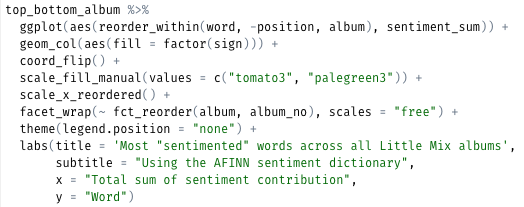 top_bottom_album %>%
  ggplot(aes(reorder_within(word, -position, album), sentiment_sum)) +
  geom_col(aes(fill = factor(sign))) +
  coord_flip() +
  scale_fill_manual(values = c("tomato3", "palegreen3")) +
  scale_x_reordered() +
  facet_wrap(~ fct_reorder(album, album_no), scales = "free") +
  theme(legend.position = "none") +
  labs(title = 'Most "sentimented" words across all Little Mix albums',
       subtitle = "Using the AFINN sentiment dictionary",
       x = "Total sum of sentiment contribution",
       y = "Word")